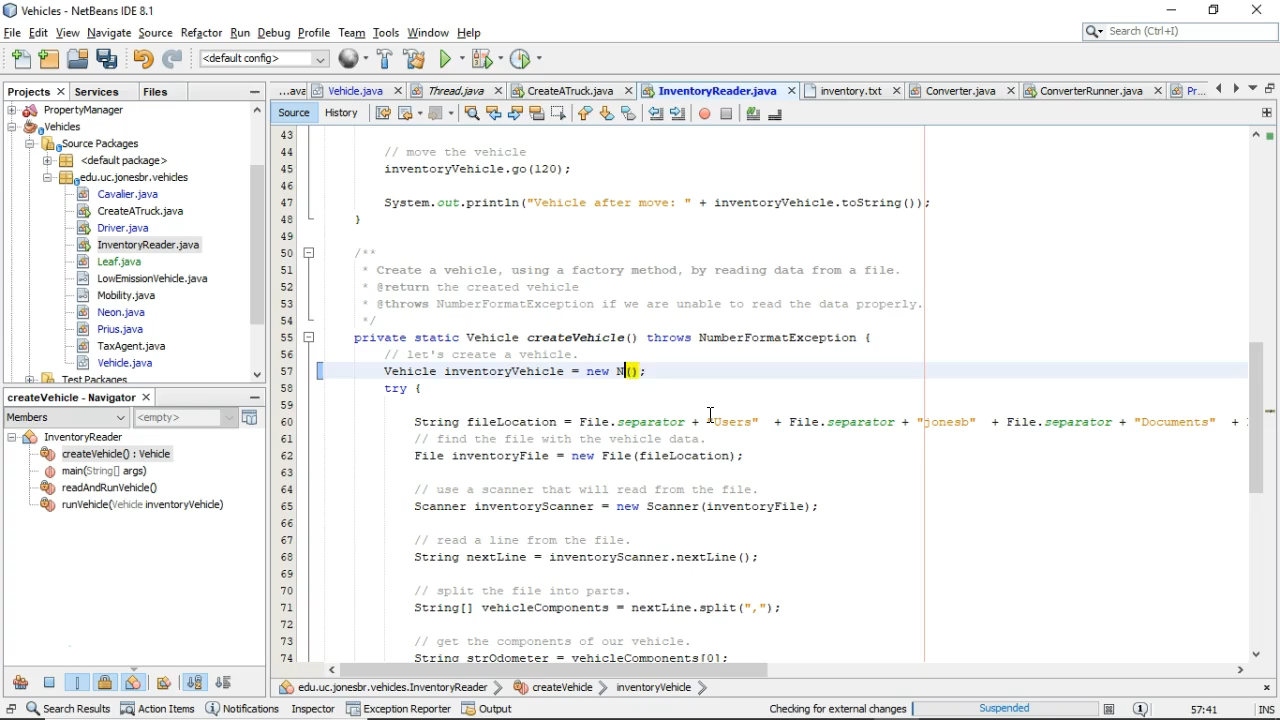 Vehicles - NetBeans IDE 8.1
File Edit View Navigate Source Refactor Run Debug Profile Team Tools Window Help
Search (Ctrl+I)
<default config>
Projects Services Files
...ava Vehicle.java Thread.java CreateATruck.java InventoryReader.java inventory.txt Converter.java ConverterRunner.java Pr...
Source History
PropertyManager
Vehicles
Source Packages
<default package>
edu.uc.jonesbr.vehicles
Cavalier.java
CreateATruck.java
Driver.java
InventoryReader.java
Leaf.java
LowEmissionVehicle.java
Mobility.java
Neon.java
Prius.java
TaxAgent.java
Vehicle.java
Test Packages
createVehicle - Navigator
Members <empty>
InventoryReader
createVehicle() : Vehicle
main(String[] args)
readAndRunVehicle()
runVehicle(Vehicle inventoryVehicle)
43
44 // move the vehicle
45 inventoryVehicle.go(120);
46
47 System.out.println("Vehicle after move: " + inventoryVehicle.toString());
48 }
49
50 /**
51 * Create a vehicle, using a factory method, by reading data from a file.
52 * @return the created vehicle
53 * @throws NumberFormatException if we are unable to read the data properly.
54 */
55 private static Vehicle createVehicle() throws NumberFormatException {
56 // let's create a vehicle.
57 Vehicle inventoryVehicle = new N();
58 try {
59
60 String fileLocation = File.separator + "Users" + File.separator + "jonesb" + File.separator + "Documents" +
61 // find the file with the vehicle data.
62 File inventoryFile = new File(fileLocation);
63
64 // use a scanner that will read from the file.
65 Scanner inventoryScanner = new Scanner(inventoryFile);
66
67 // read a line from the file.
68 String nextLine = inventoryScanner.nextLine();
69
70 // split the file into parts.
71 String[] vehicleComponents = nextLine.split(",");
72
73 // get the components of our vehicle.
74 String strOdometer = vehicleComponents[0];
edu.uc.jonesbr.vehicles.InventoryReader createVehicle inventoryVehicle
Search Results Action Items Notifications Inspector Exception Reporter Output Checking for external changes Suspended 57:41 INS